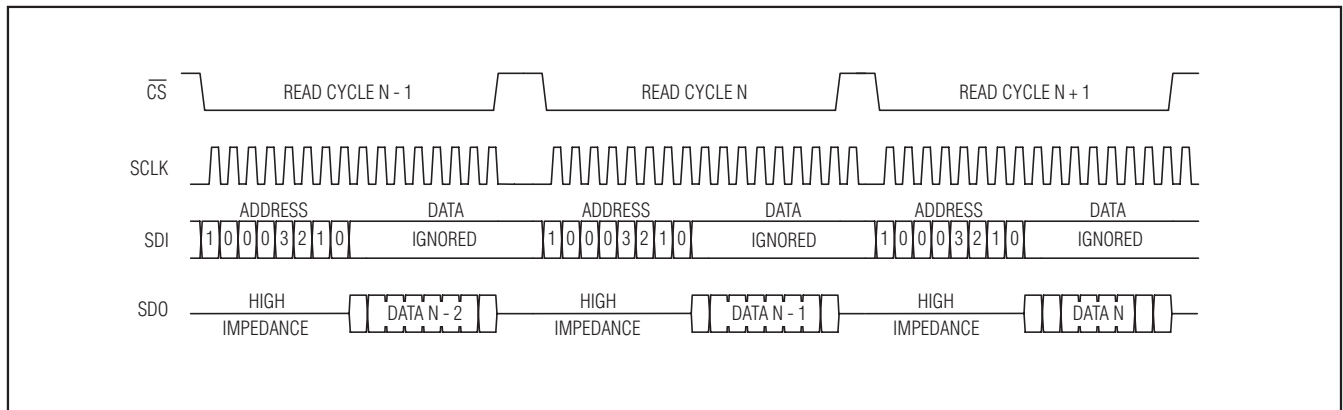 CS READ CYCLE N - 1 READ CYCLE N READ CYCLE N + 1
SCLK
ADDRESS DATA ADDRESS DATA ADDRESS DATA
SDI 1 0 0 0 3 2 1 0 IGNORED 1 0 0 0 3 2 1 0 IGNORED 1 0 0 0 3 2 1 0 IGNORED
HIGH HIGH HIGH
SDO DATA N - 2 DATA N - 1 DATA N
IMPEDANCE IMPEDANCE IMPEDANCE